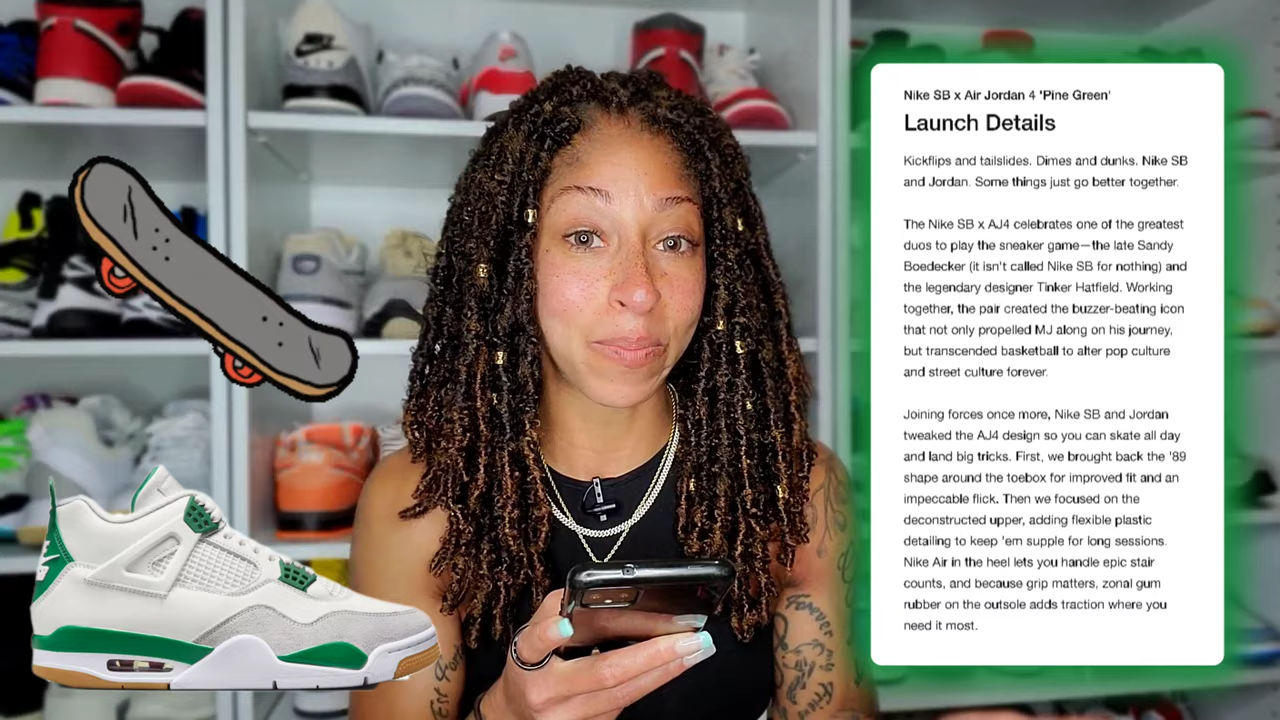 Nike SB x Air Jordan 4 'Pine Green'
Launch Details
Kickflips and tailslides. Dimes and dunks. Nike SB
and Jordan. Some things just go better together.
The Nike SB x AJ4 celebrates one of the greatest
duos to play the sneaker game—the late Sandy
Boedecker (it isn't called Nike SB for nothing) and
the legendary designer Tinker Hatfield. Working
together, the pair created the buzzer-beating icon
that not only propelled MJ along on his journey,
but transcended basketball to alter pop culture
and street culture forever.
Joining forces once more, Nike SB and Jordan
tweaked the AJ4 design so you can skate all day
and land big tricks. First, we brought back the '89
shape around the toebox for improved fit and an
impeccable flick. Then we focused on the
deconstructed upper, adding flexible plastic
detailing to keep 'em supple for long sessions.
Nike Air in the heel lets you handle epic stair
counts, and because grip matters, zonal gum
rubber on the outsole adds traction where you
need it most.
Forever